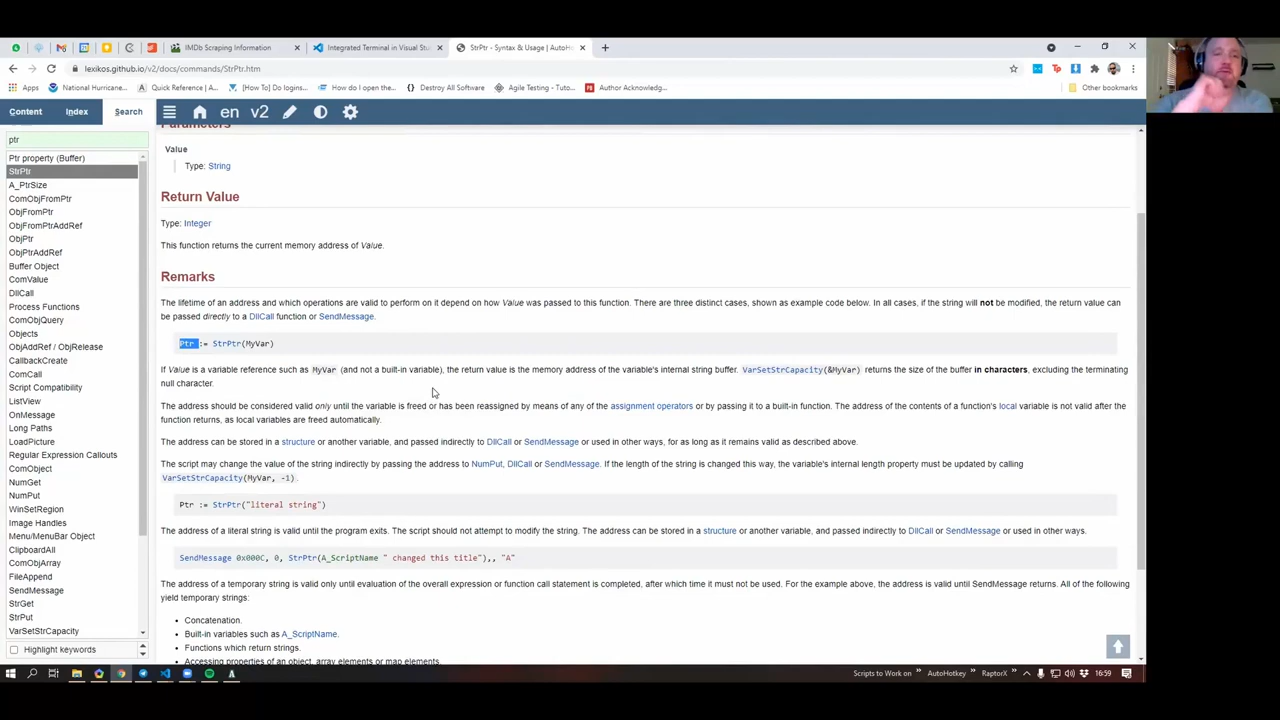 IMDb Scraping Information
Integrated Terminal in Visual Stu
StrPtr - Syntax & Usage | AutoH
lexikos.github.io/v2/docs/commands/StrPtr.htm
Apps
National Hurricane...
Quick Reference | A...
[How To] Do logins...
How do I open the...
Destroy All Software
Agile Testing - Tuto...
Author Acknowledg...
Other bookmarks
Content
Index
Search
en
v2
ptr
Ptr property (Buffer)
StrPtr
A_PtrSize
ComObjFromPtr
ObjFromPtr
ObjFromPtrAddRef
ObjPtr
ObjPtrAddRef
Buffer Object
ComValue
DllCall
Process Functions
ComObjQuery
Objects
ObjAddRef / ObjRelease
CallbackCreate
ComCall
Script Compatibility
ListView
OnMessage
Long Paths
LoadPicture
Regular Expression Callouts
ComObject
NumGet
NumPut
WinSetRegion
Image Handles
Menu/MenuBar Object
ClipboardAll
ComObjArray
FileAppend
SendMessage
StrGet
StrPut
VarSetStrCapacity
Highlight keywords
Parameters
Value
Type: String
Return Value
Type: Integer
This function returns the current memory address of Value.
Remarks
The lifetime of an address and which operations are valid to perform on it depend on how Value was passed to this function. There are three distinct cases, shown as example code below. In all cases, if the string will not be modified, the return value can
be passed directly to a DllCall function or SendMessage.
Ptr := StrPtr(MyVar)
If Value is a variable reference such as MyVar (and not a built-in variable), the return value is the memory address of the variable's internal string buffer. VarSetStrCapacity(&MyVar) returns the size of the buffer in characters, excluding the terminating
null character.
The address should be considered valid only until the variable is freed or has been reassigned by means of any of the assignment operators or by passing it to a built-in function. The address of the contents of a function's local variable is not valid after the
function returns, as local variables are freed automatically.
The address can be stored in a structure or another variable, and passed indirectly to DllCall or SendMessage or used in other ways, for as long as it remains valid as described above.
The script may change the value of the string indirectly by passing the address to NumPut, DllCall or SendMessage. If the length of the string is changed this way, the variable's internal length property must be updated by calling
VarSetStrCapacity(MyVar, -1).
Ptr := StrPtr("literal string")
The address of a literal string is valid until the program exits. The script should not attempt to modify the string. The address can be stored in a structure or another variable, and passed indirectly to DllCall or SendMessage or used in other ways.
SendMessage 0x000C, 0, StrPtr(A_ScriptName " changed this title"),, "A"
The address of a temporary string is valid only until evaluation of the overall expression or function call statement is completed, after which time it must not be used. For the example above, the address is valid until SendMessage returns. All of the following
yield temporary strings:
Concatenation.
Built-in variables such as A_ScriptName.
Functions which return strings.
Accessing properties of an object, array elements or map elements.
Scripts to Work on
AutoHotkey
RaptorX
16:59